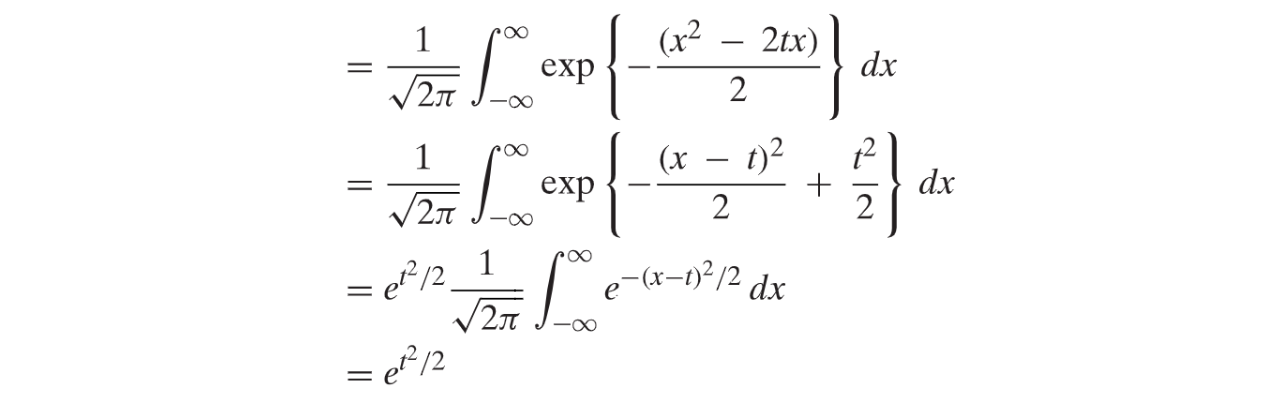 = \frac{1}{\sqrt{2\pi}} \int_{-\infty}^{\infty} \exp\left\{-\frac{(x^2 - 2tx)}{2}\right\} dx
= \frac{1}{\sqrt{2\pi}} \int_{-\infty}^{\infty} \exp\left\{-\frac{(x - t)^2}{2} + \frac{t^2}{2}\right\} dx
= e^{t^2/2} \frac{1}{\sqrt{2\pi}} \int_{-\infty}^{\infty} e^{-(x-t)^2/2} dx
= e^{t^2/2}